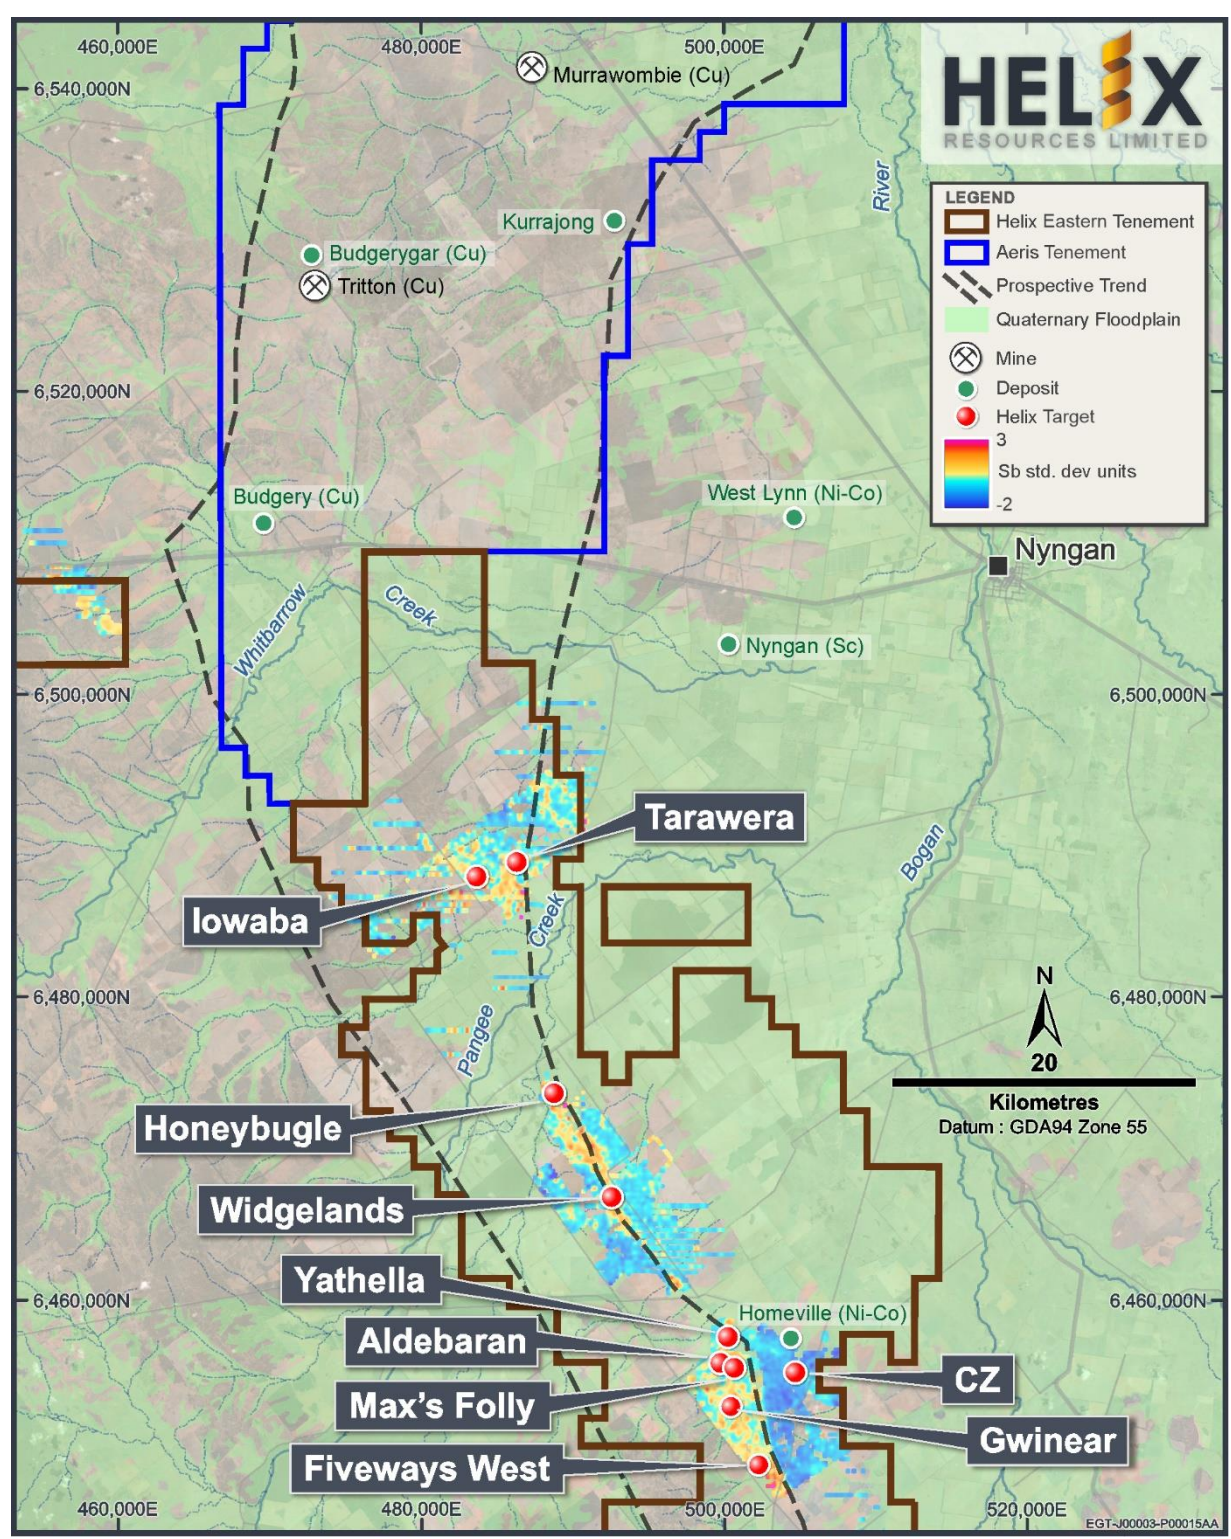 460,000E
480,000E
500,000E
Murrawombie (Cu)
6,540,000N
HELIX
RESOURCES LIMITED
River
LEGEND
Helix Eastern Tenement
Aeris Tenement
Prospective Trend
Quaternary Floodplain
Mine
Deposit
Helix Target
3
Sb std. dev units
-2
Kurrajong
Budgerygar (Cu)
Tritton (Cu)
6,520,000N
Budgery (Cu)
West Lynn (Ni-Co)
Nyngan
Whitbarrow
Creek
Nyngan (Sc)
6,500,000N
6,500,000N
Tarawera
Bogan
Iowaba
Creek
6,480,000N
6,480,000N
N
20
Kilometres
Datum : GDA94 Zone 55
Pangee
Honeybugle
Widgelands
Yathella
6,460,000N
6,460,000N
Homeville (Ni-Co)
Aldebaran
CZ
Max's Folly
Gwinear
Fiveways West
460,000E
480,000E
500,000E
520,000E
EGT-J00003-P00015AA